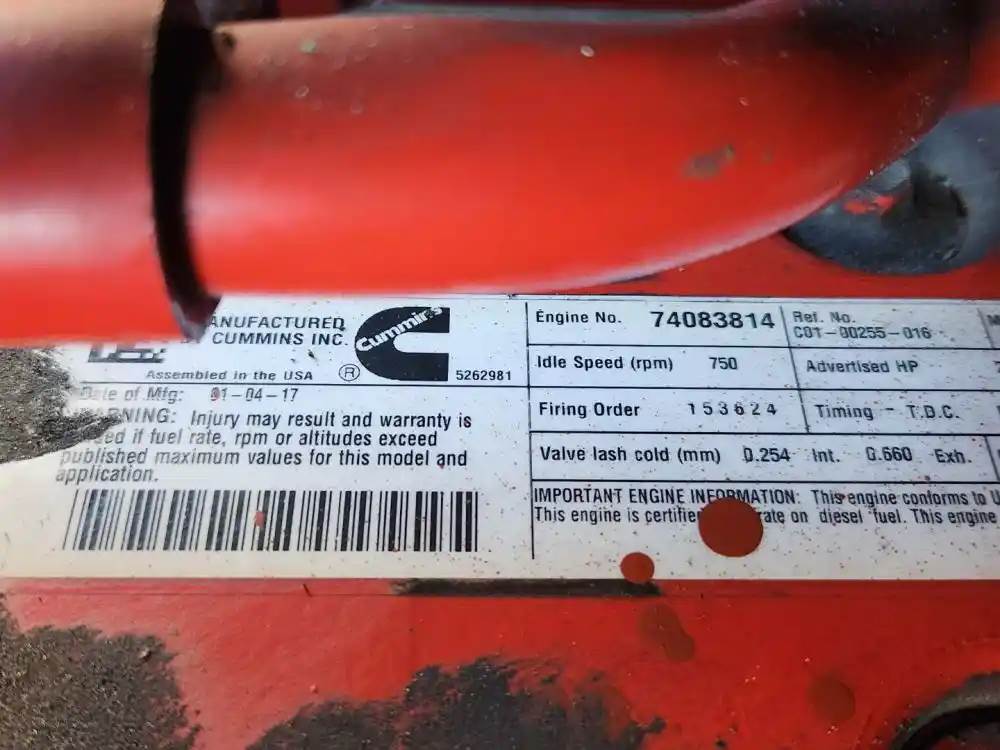 ANUFACTURED
CUMMINS INC.
Cummins
®
5262981
Assembled in the USA
Date of Mfg: 01-04-17
WARNING: Injury may result and warranty is
if fuel rate, rpm or altitudes exceed
published maximum values for this model and
application.
Engine No. 74083814
Ref. No.
C01-00255-016
Idle Speed (rpm) 750
Advertised HP
Firing Order 153624
Timing - T.D.C.
Valve lash cold (mm) 0.254 Int. 0.660 Exh.
IMPORTANT ENGINE INFORMATION: This engine conforms to U
This engine is certifie rate on diesel fuel. This engine